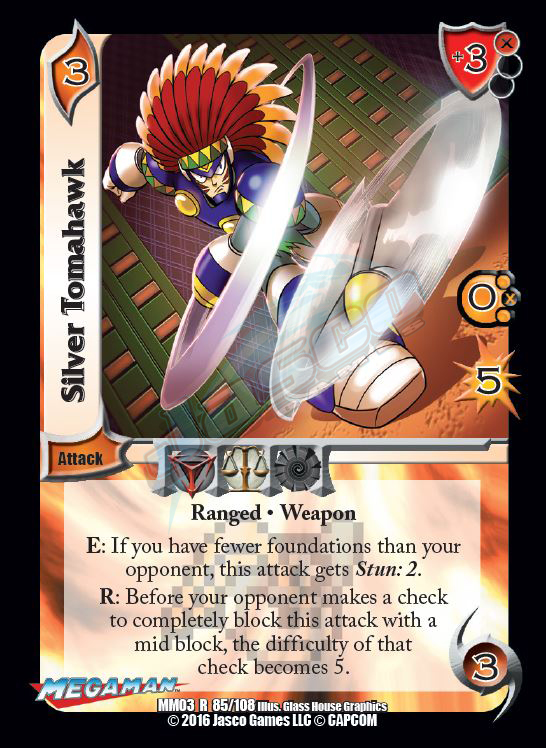 3
+3
Silver Tomahawk
0
5
Attack
Ranged • Weapon
E: If you have fewer foundations than your
opponent, this attack gets Stun: 2.
R: Before your opponent makes a check
to completely block this attack with a
mid block, the difficulty of that
check becomes 5.
3
MEGAMAN™
MM03 R 85/108 Illus. Glass House Graphics
© 2016 Jasco Games LLC © CAPCOM